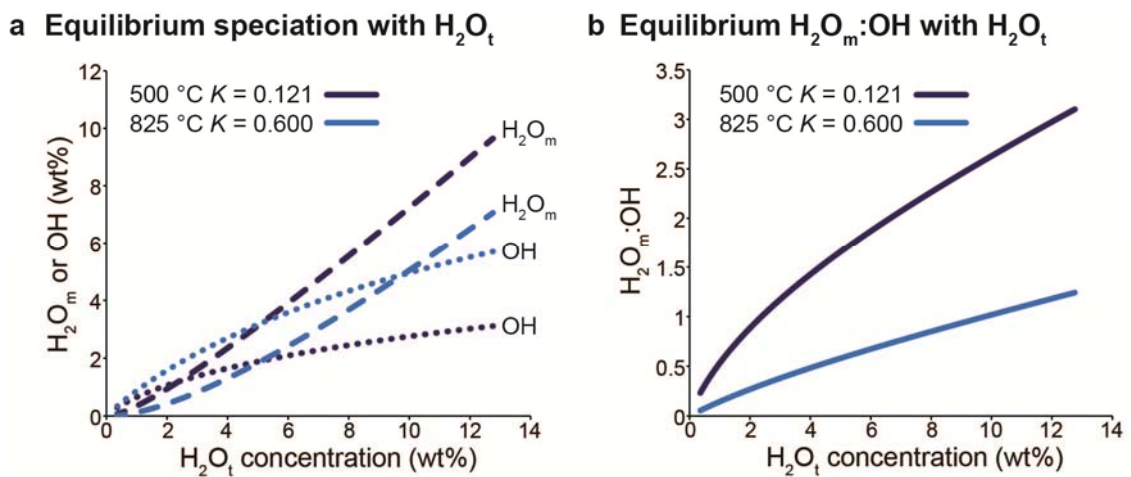 a Equilibrium speciation with H₂Oₜ
12
10
8
6
4
2
0
H₂Oₘ or OH (wt%)
500 °C K = 0.121
825 °C K = 0.600
H₂Oₘ
H₂Oₘ
OH
OH
0 2 4 6 8 10 12 14
H₂Oₜ concentration (wt%)
b Equilibrium H₂Oₘ:OH with H₂Oₜ
3.5
3
2.5
2
1.5
1
0.5
0
H₂Oₘ:OH
500 °C K = 0.121
825 °C K = 0.600
0 2 4 6 8 10 12 14
H₂Oₜ concentration (wt%)